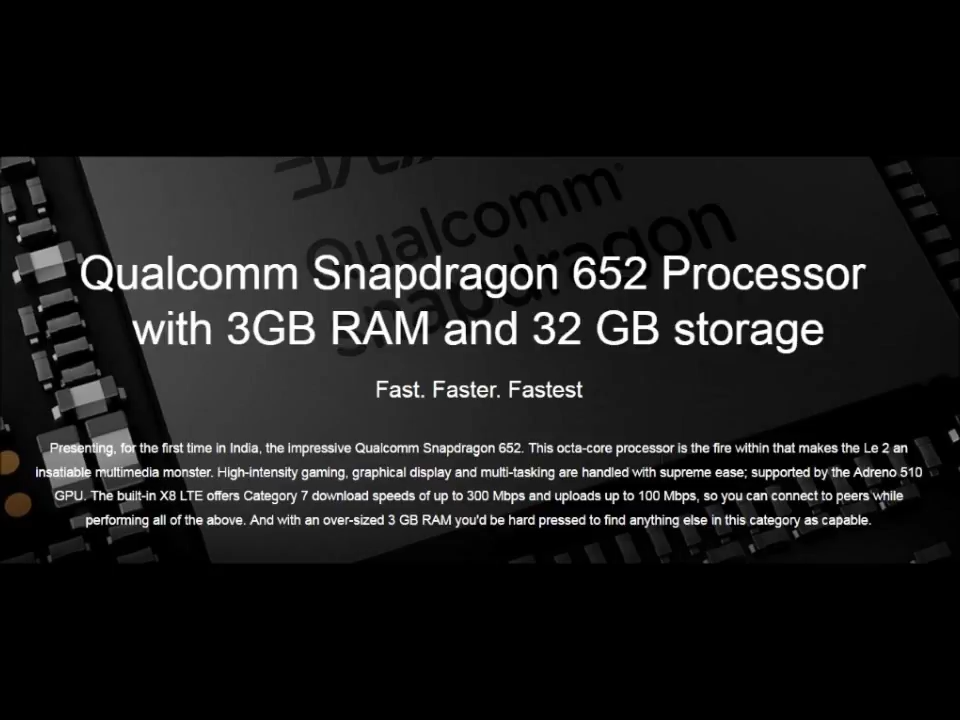 Qualcomm
snapdragon
Qualcomm Snapdragon 652 Processor
with 3GB RAM and 32 GB storage
Fast. Faster. Fastest
Presenting, for the first time in India, the impressive Qualcomm Snapdragon 652. This octa-core processor is the fire within that makes the Le 2 an
insatiable multimedia monster. High-intensity gaming, graphical display and multi-tasking are handled with supreme ease; supported by the Adreno 510
GPU. The built-in X8 LTE offers Category 7 download speeds of up to 300 Mbps and uploads up to 100 Mbps, so you can connect to peers while
performing all of the above. And with an over-sized 3 GB RAM you'd be hard pressed to find anything else in this category as capable.